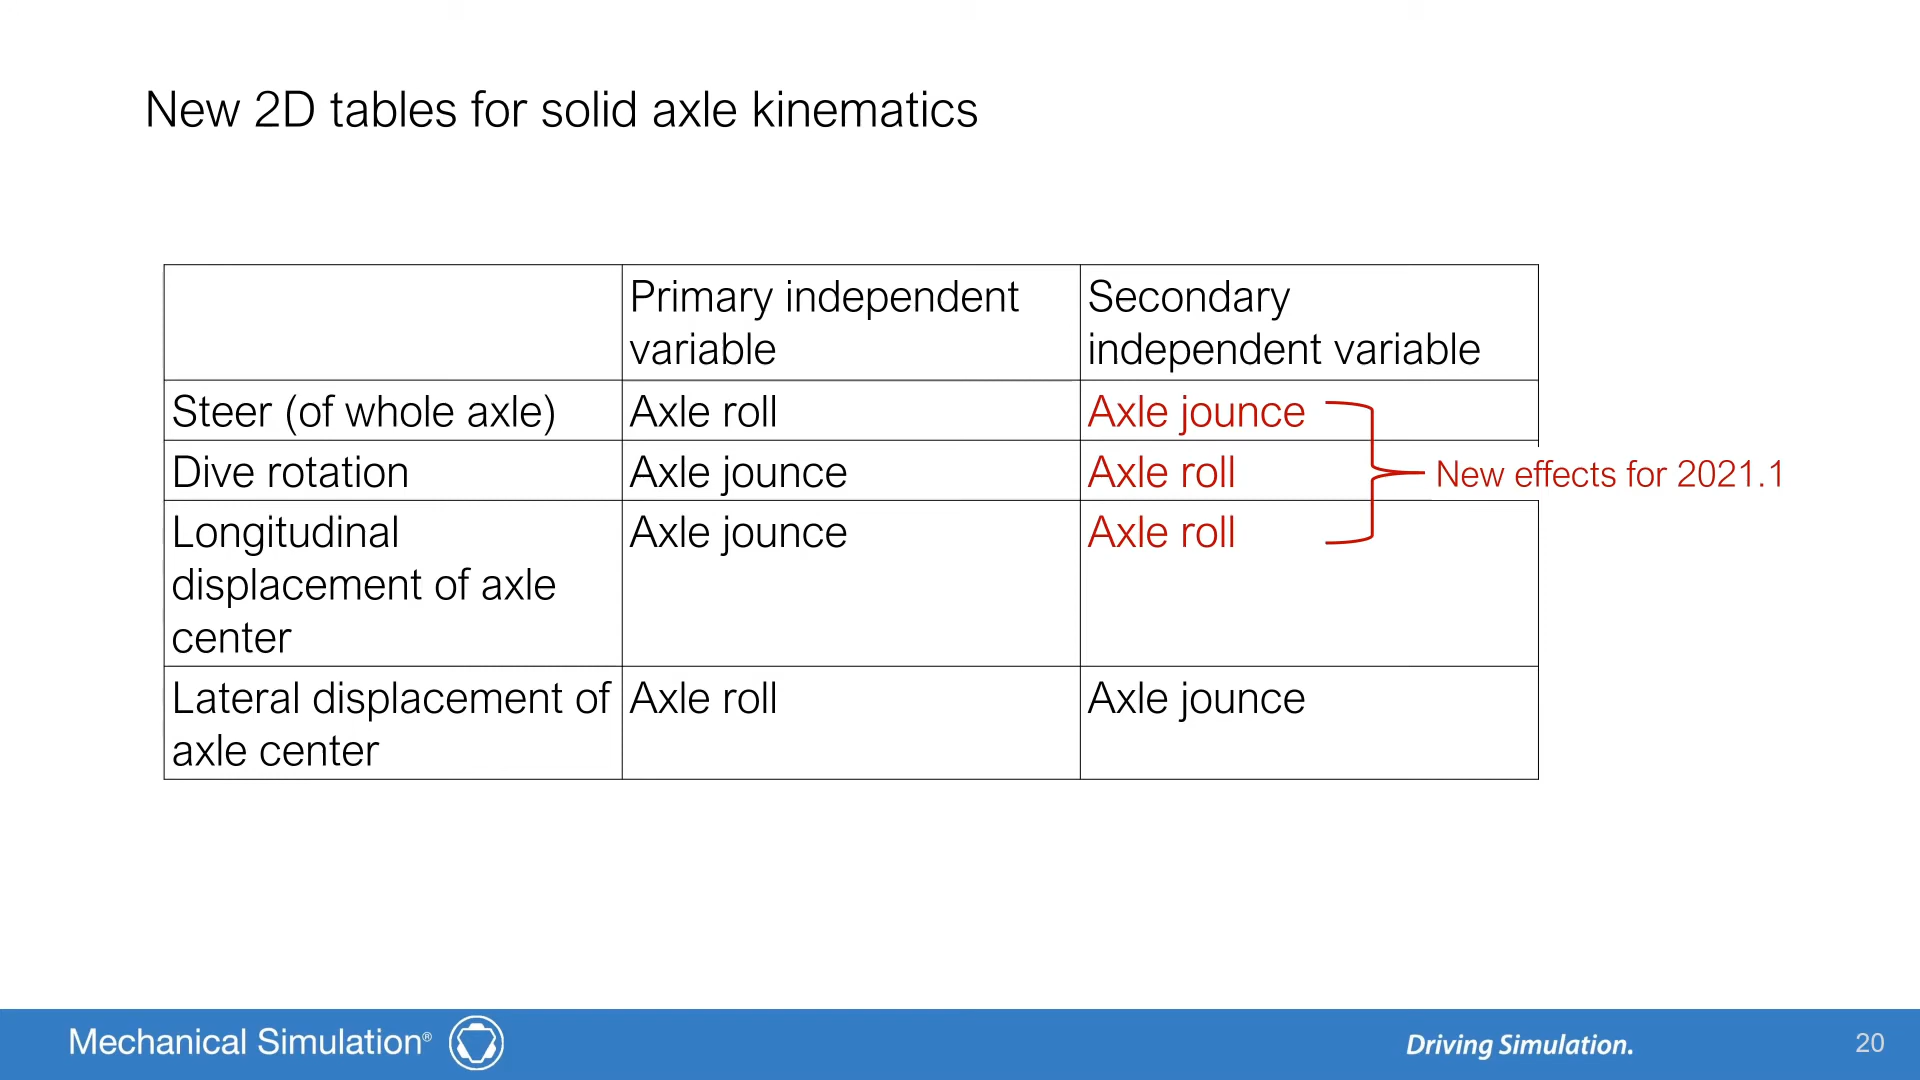 New 2D tables for solid axle kinematics
Primary independent
variable
Secondary
independent variable
Steer (of whole axle)
Axle roll
Axle jounce
Dive rotation
Axle jounce
Axle roll
New effects for 2021.1
Longitudinal
displacement of axle
center
Axle jounce
Axle roll
Lateral displacement of
axle center
Axle roll
Axle jounce
Mechanical Simulation®
Driving Simulation.
20